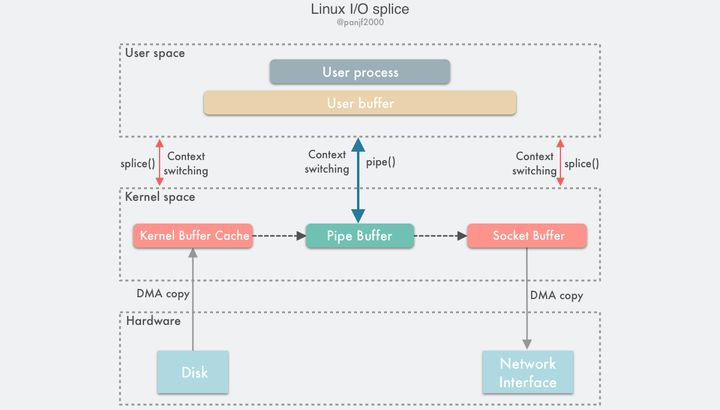 Linux I/O splice
@panjf2000
User space
User process
User buffer
splice()
Context
switching
Context
switching
pipe()
Context
switching
splice()
Kernel space
Kernel Buffer Cache
Pipe Buffer
Socket Buffer
DMA copy
DMA copy
Hardware
Disk
Network
Interface